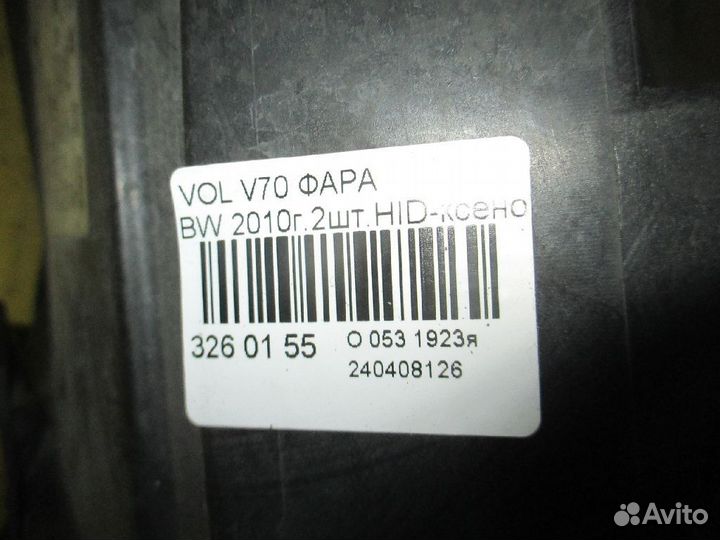 VOL V70 ФАРА
BW 2010г.2шт.HID-ксено
326 01 55
О 053 1923я
240408126
Avito